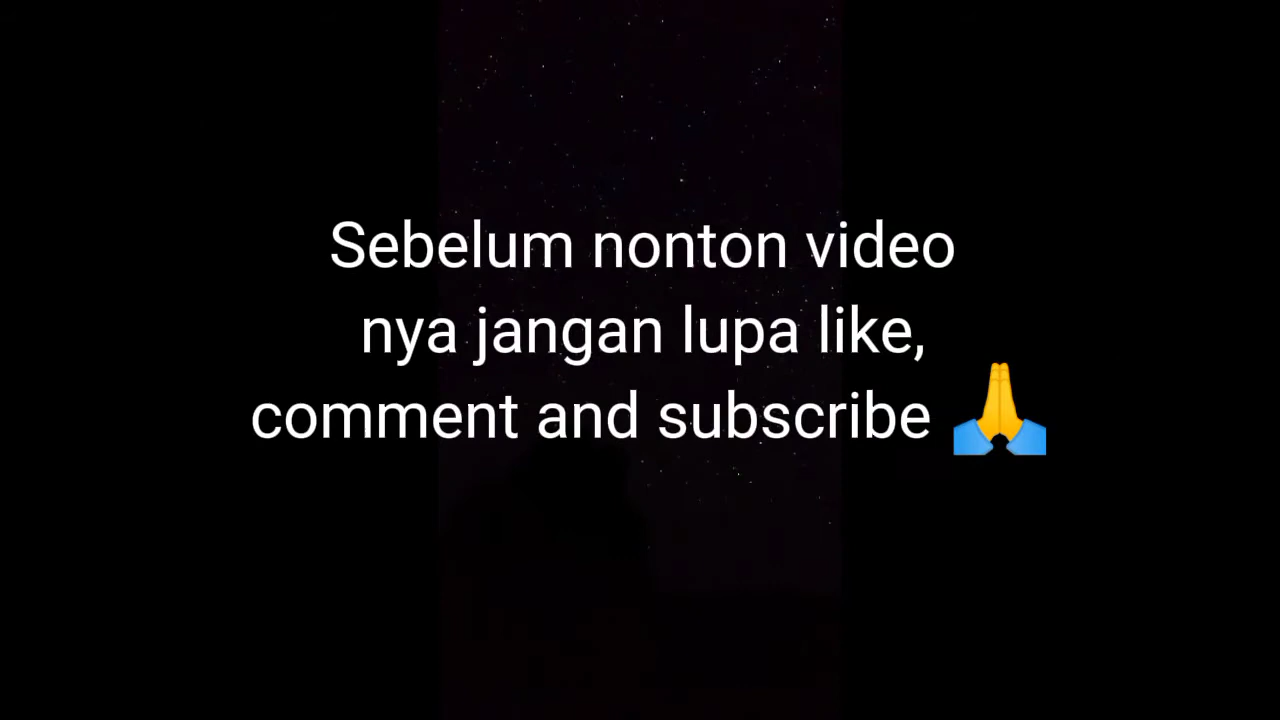 Sebelum nonton video
nya jangan lupa like,
comment and subscribe 🙏